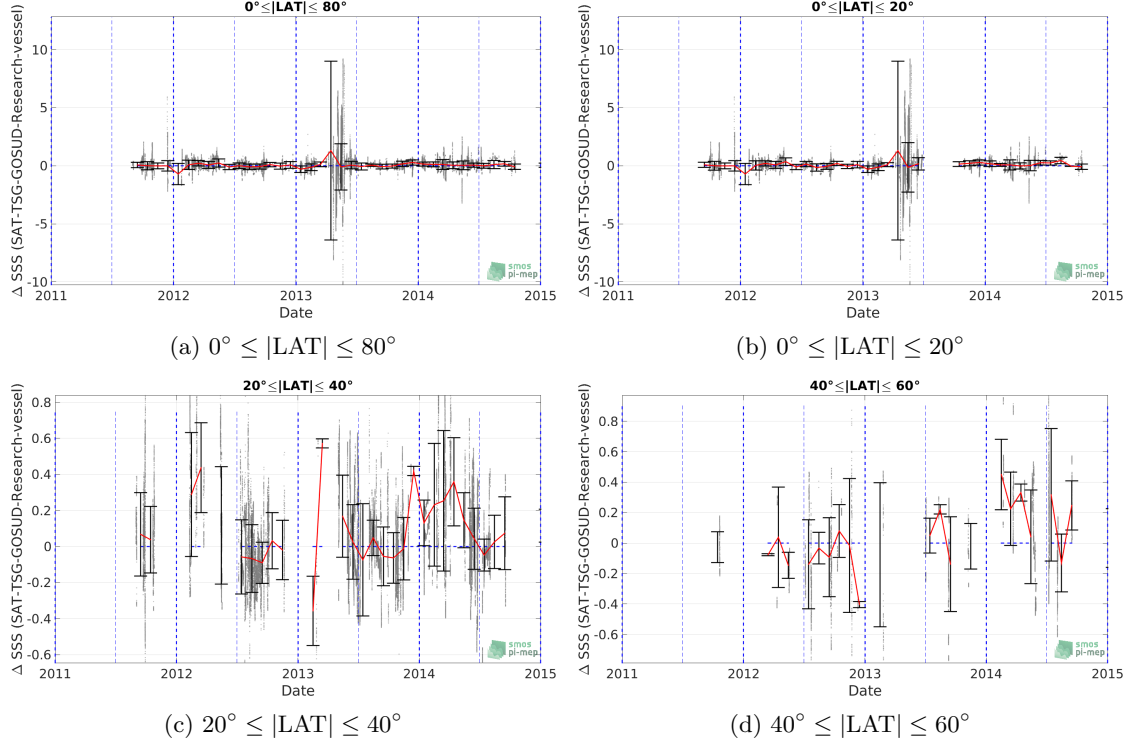 0°≤|LAT|≤ 80°
Δ SSS (SAT-TSG-GOSUD-Research-vessel)
10
5
0
-5
-10
2011 2012 2013 2014 2015
Date
smos
pi-mep
(a) 0° ≤ |LAT| ≤ 80°
0°≤|LAT|≤ 20°
Δ SSS (SAT-TSG-GOSUD-Research-vessel)
10
5
0
-5
-10
2011 2012 2013 2014 2015
Date
smos
pi-mep
(b) 0° ≤ |LAT| ≤ 20°
20°≤|LAT|≤ 40°
Δ SSS (SAT-TSG-GOSUD-Research-vessel)
0.8
0.6
0.4
0.2
0
-0.2
-0.4
-0.6
2011 2012 2013 2014 2015
Date
smos
pi-mep
(c) 20° ≤ |LAT| ≤ 40°
40°≤|LAT|≤ 60°
Δ SSS (SAT-TSG-GOSUD-Research-vessel)
0.8
0.6
0.4
0.2
0
-0.2
-0.4
-0.6
2011 2012 2013 2014 2015
Date
smos
pi-mep
(d) 40° ≤ |LAT| ≤ 60°